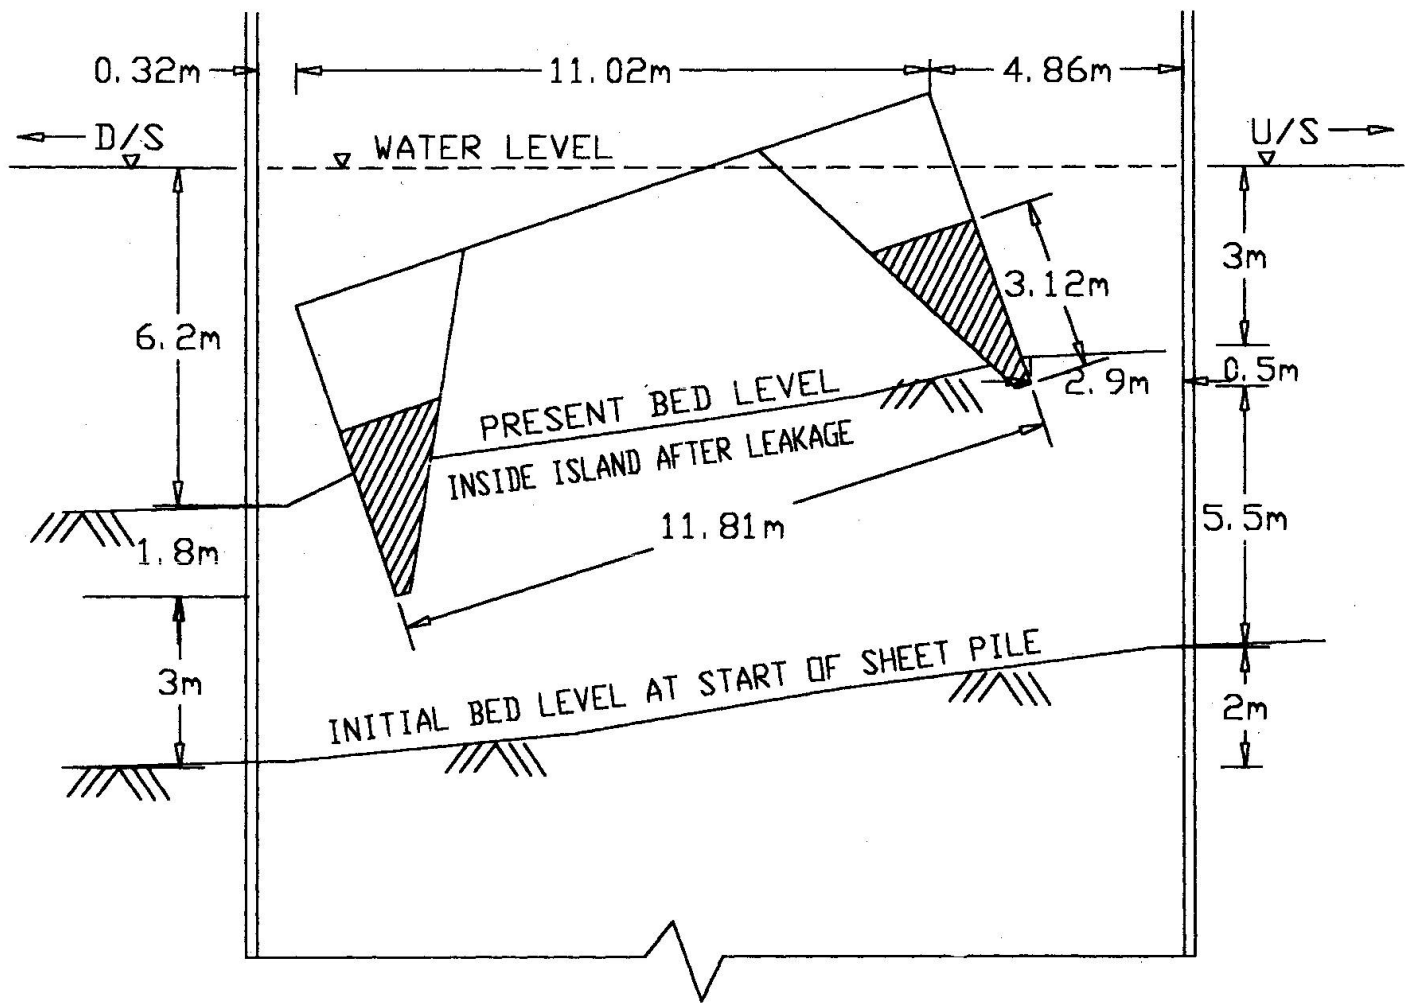 0.32m
11.02m
4.86m
D/S
WATER LEVEL
U/S
3m
3.12m
6.2m
0.5m
2.9m
PRESENT BED LEVEL
INSIDE ISLAND AFTER LEAKAGE
5.5m
11.81m
1.8m
3m
INITIAL BED LEVEL AT START OF SHEET PILE
2m